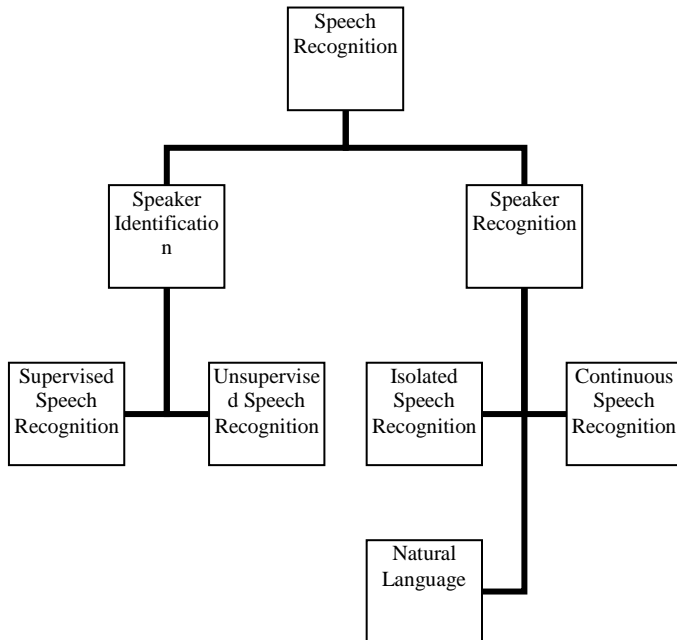 Speech
Recognition
Speaker
Identificatio
n
Speaker
Recognition
Supervised
Speech
Recognition
Unsupervise
d Speech
Recognition
Isolated
Speech
Recognition
Continuous
Speech
Recognition
Natural
Language